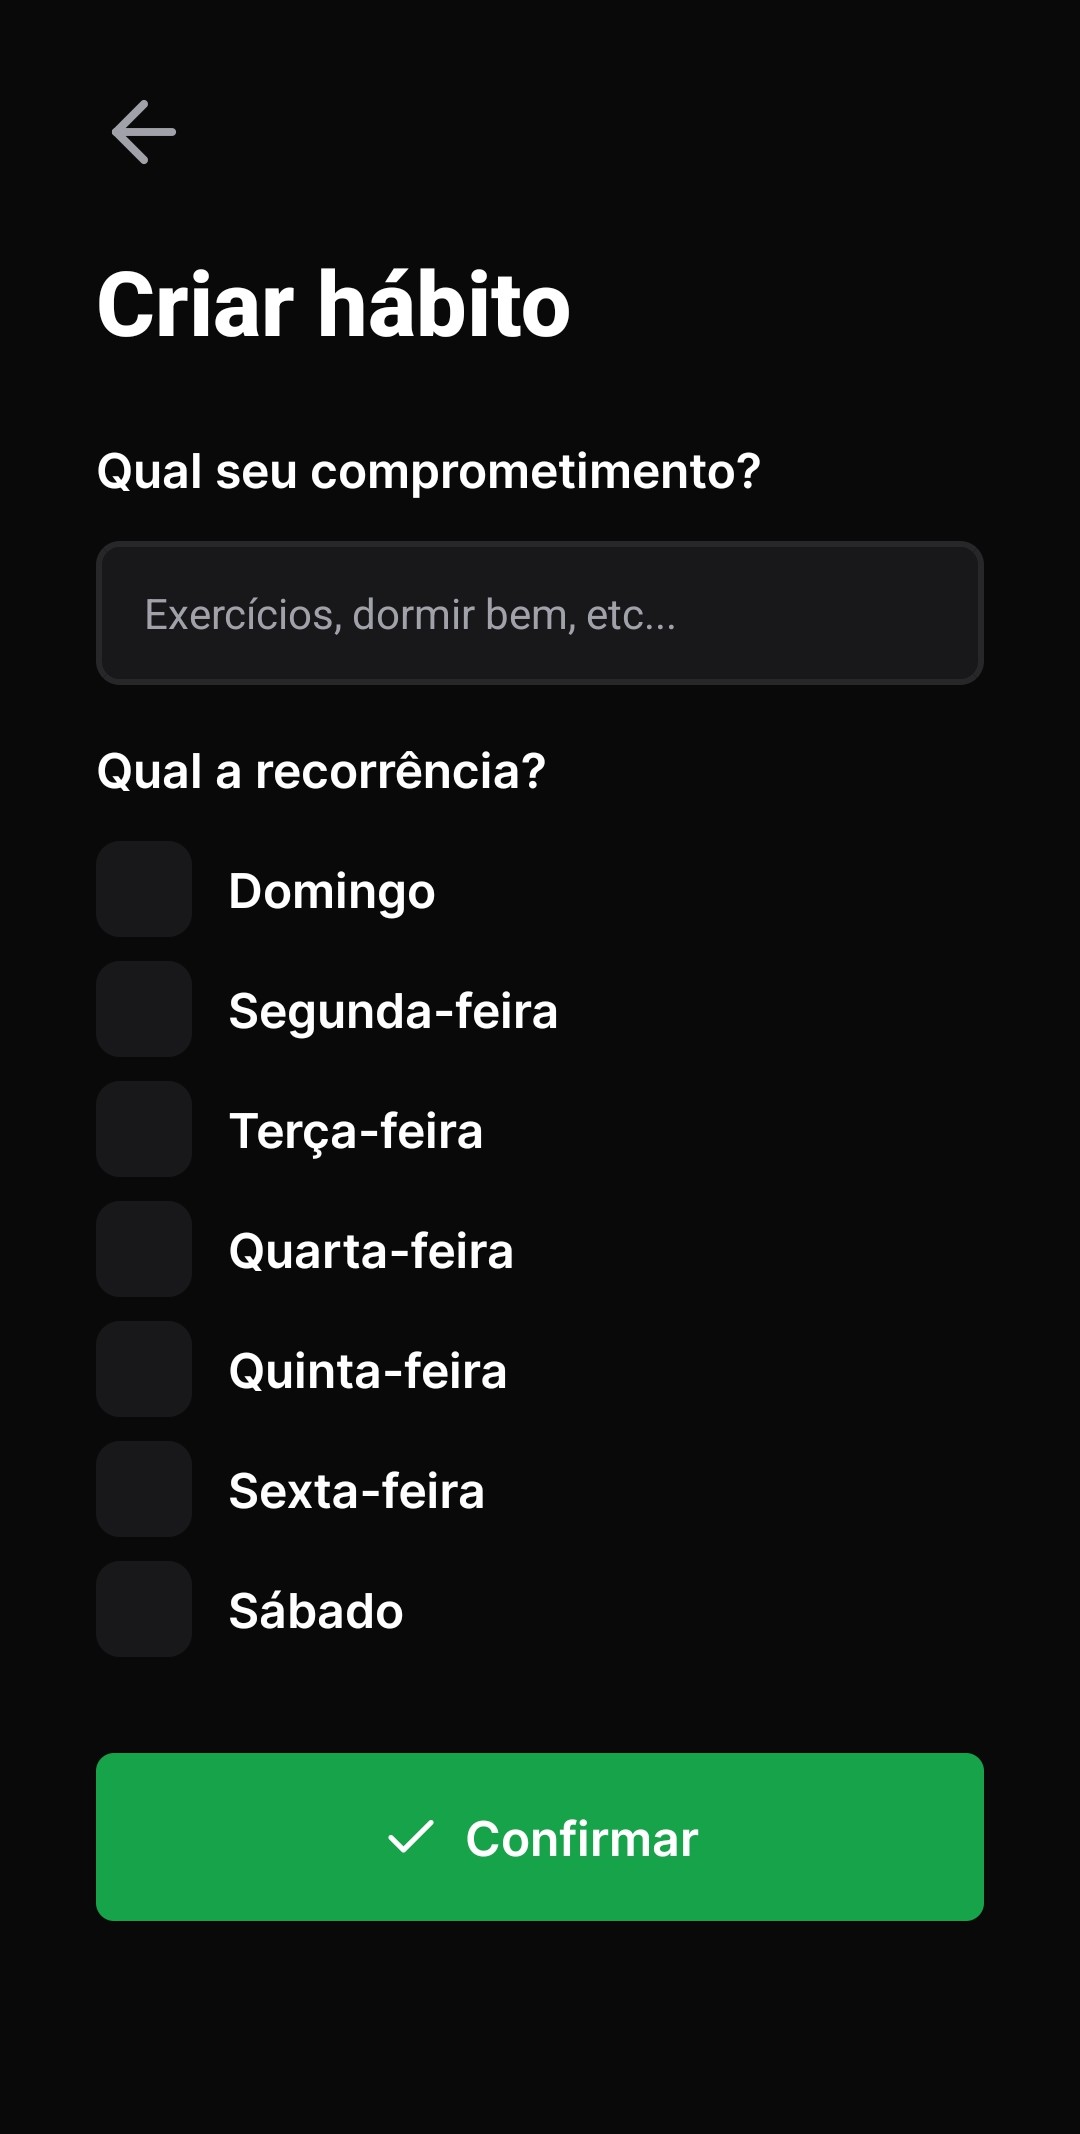 Criar hábito
Qual seu comprometimento?
Exercícios, dormir bem, etc...
Qual a recorrência?
Domingo
Segunda-feira
Terça-feira
Quarta-feira
Quinta-feira
Sexta-feira
Sábado
Confirmar